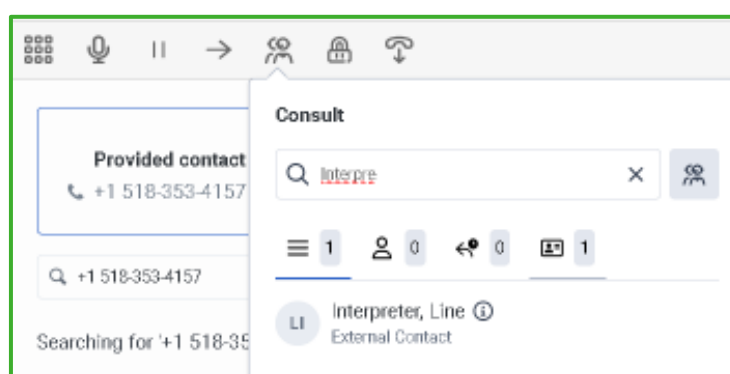 Consult
Provided contact
+1 518-353-4157
Interpre
1 0 0 1
+1 518-353-4157
LI
Interpreter, Line
External Contact
Searching for '+1 518-35